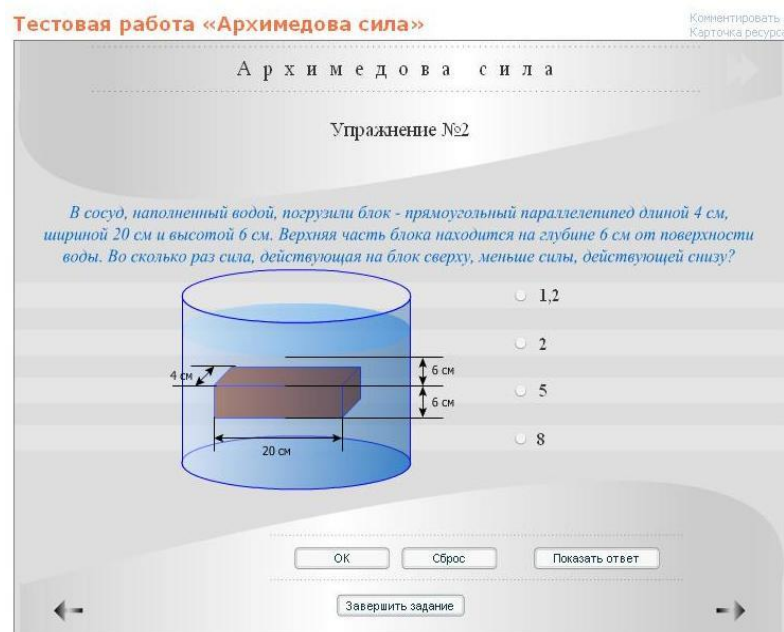 Тестовая работа «Архимедова сила»
Комментировать
Карточка ресурса
Архимедова сила
Упражнение №2
В сосуд, наполненный водой, погрузили блок - прямоугольный параллелепипед длиной 4 см,
шириной 20 см и высотой 6 см. Верхняя часть блока находится на глубине 6 см от поверхности
воды. Во сколько раз сила, действующая на блок сверху, меньше силы, действующей снизу?
1,2
2
5
8
4 см
6 см
6 см
20 см
ОК
Сброс
Показать ответ
Завершить задание